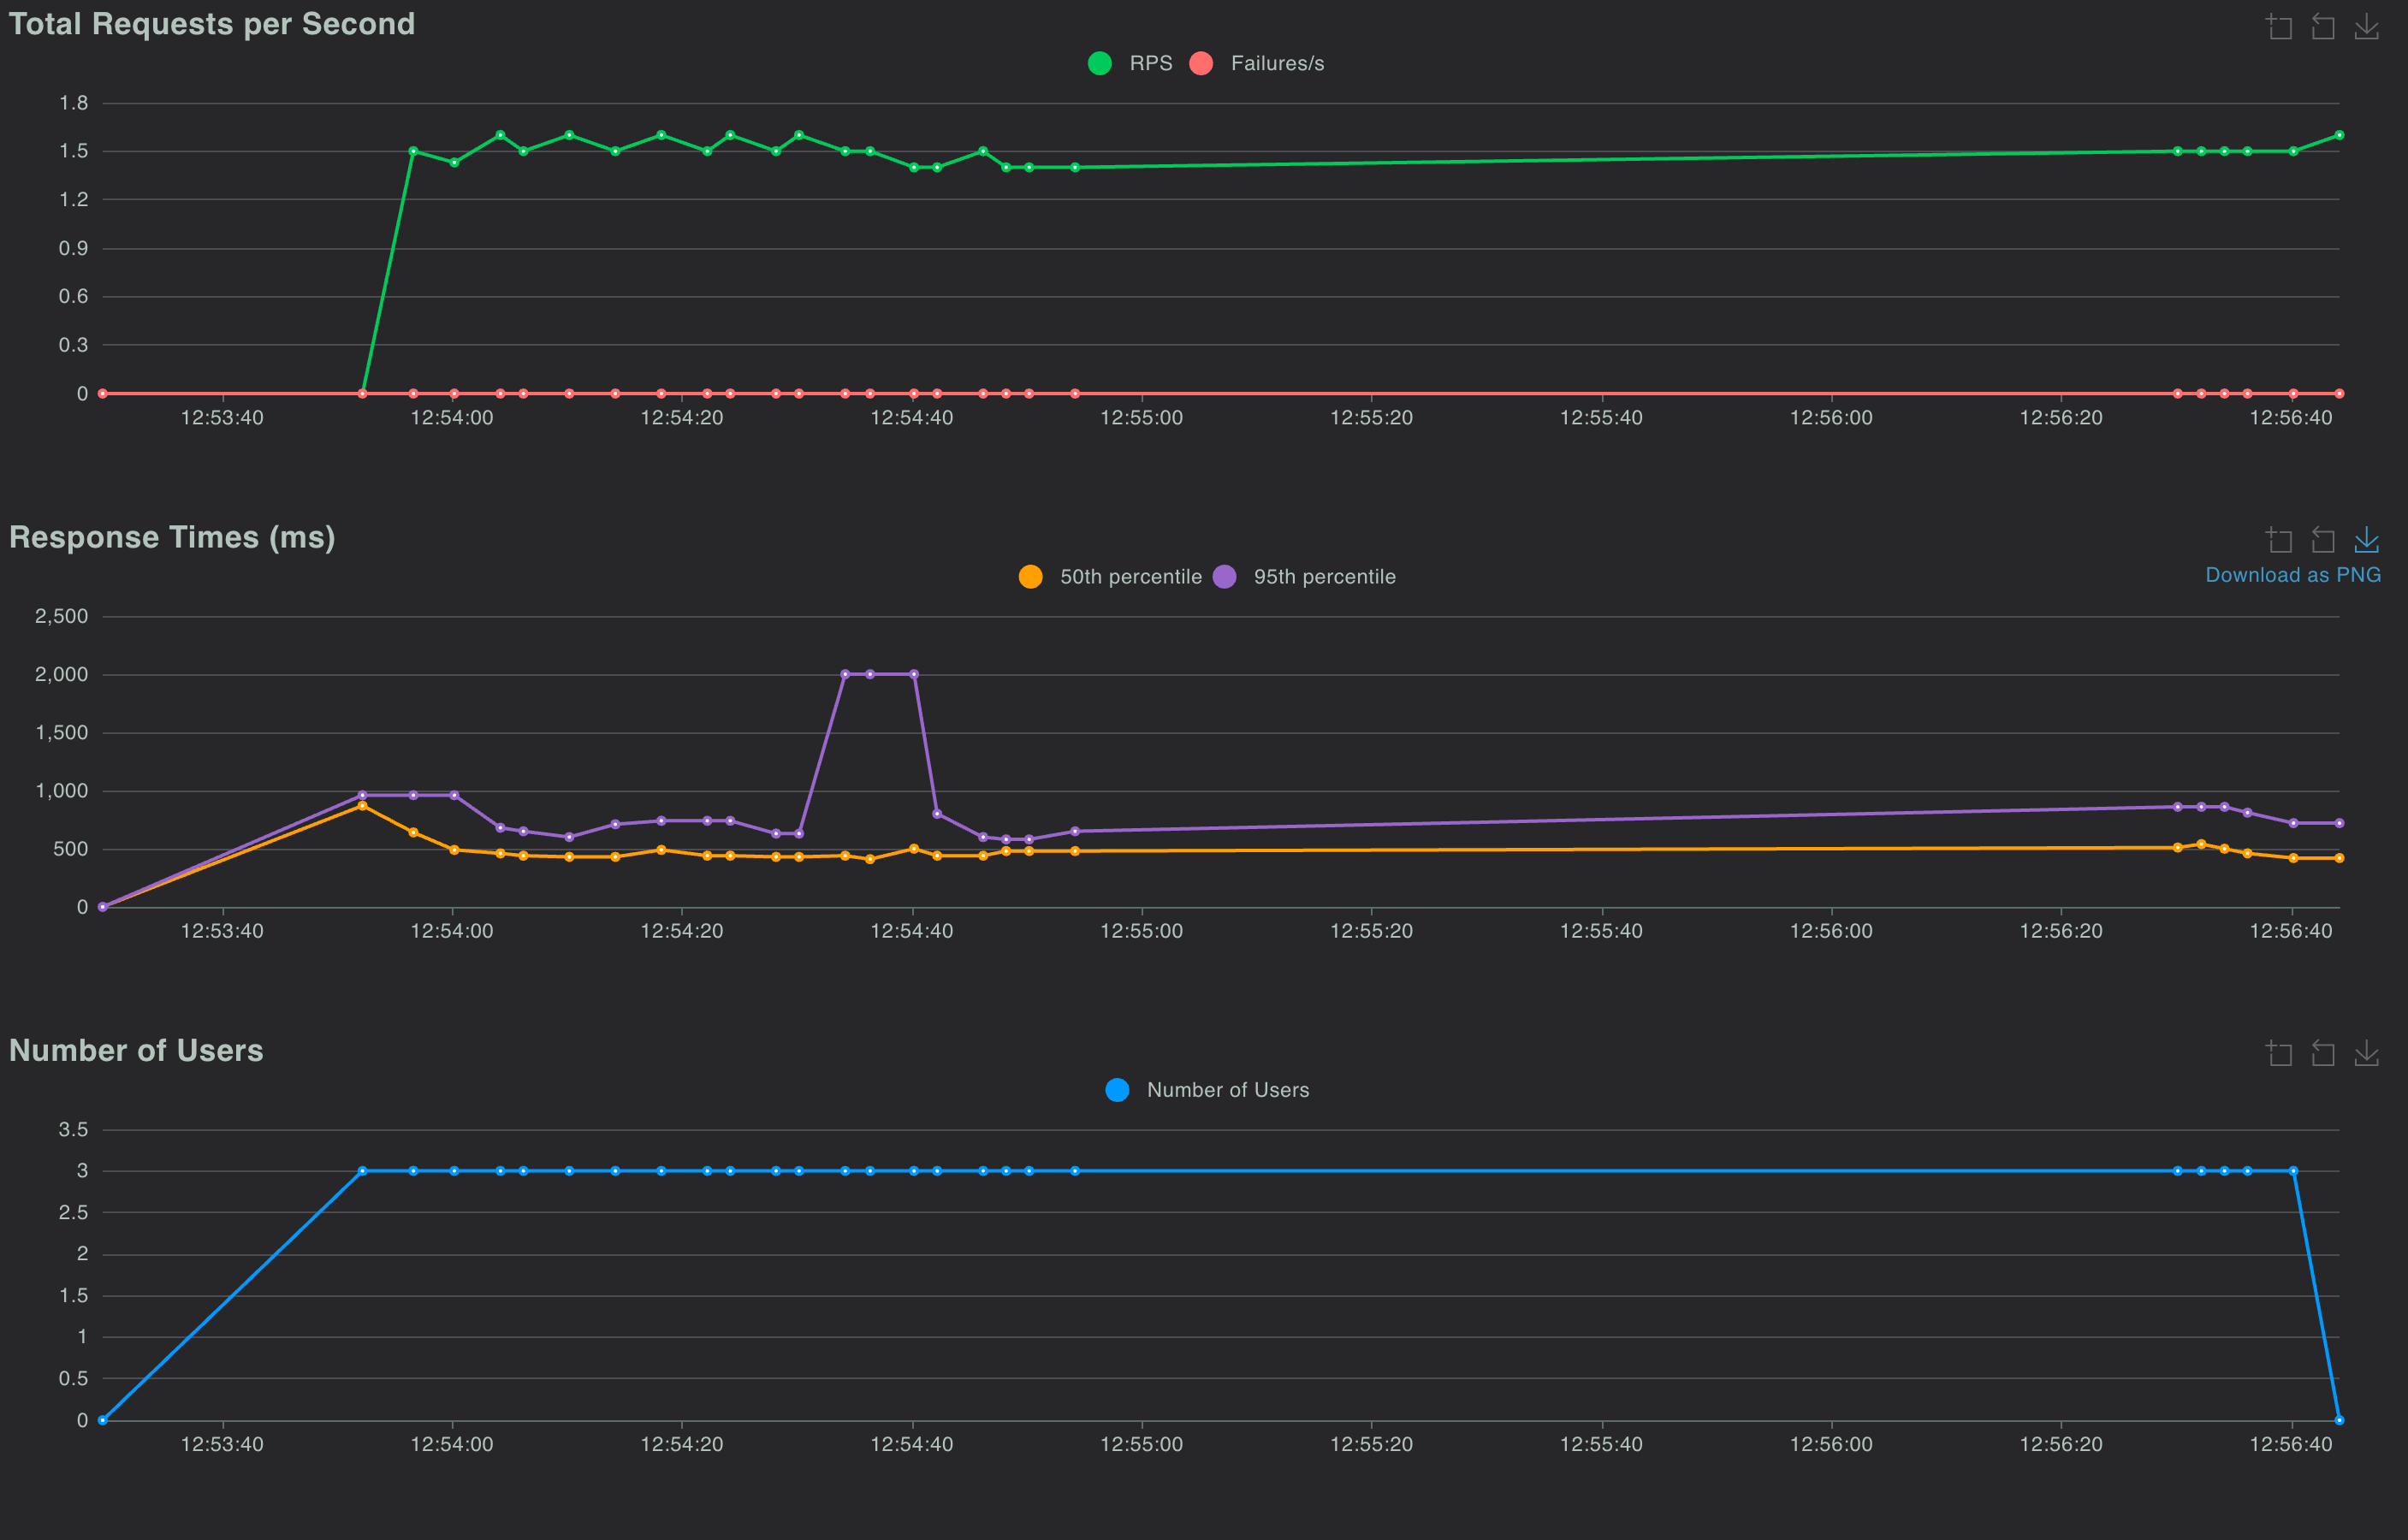 Total Requests per Second
RPS Failures/s
1.8
1.5
1.2
0.9
0.6
0.3
0
12:53:40 12:54:00 12:54:20 12:54:40 12:55:00 12:55:20 12:55:40 12:56:00 12:56:20 12:56:40
Response Times (ms)
50th percentile 95th percentile
Download as PNG
2,500
2,000
1,500
1,000
500
0
12:53:40 12:54:00 12:54:20 12:54:40 12:55:00 12:55:20 12:55:40 12:56:00 12:56:20 12:56:40
Number of Users
Number of Users
3.5
3
2.5
2
1.5
1
0.5
0
12:53:40 12:54:00 12:54:20 12:54:40 12:55:00 12:55:20 12:55:40 12:56:00 12:56:20 12:56:40